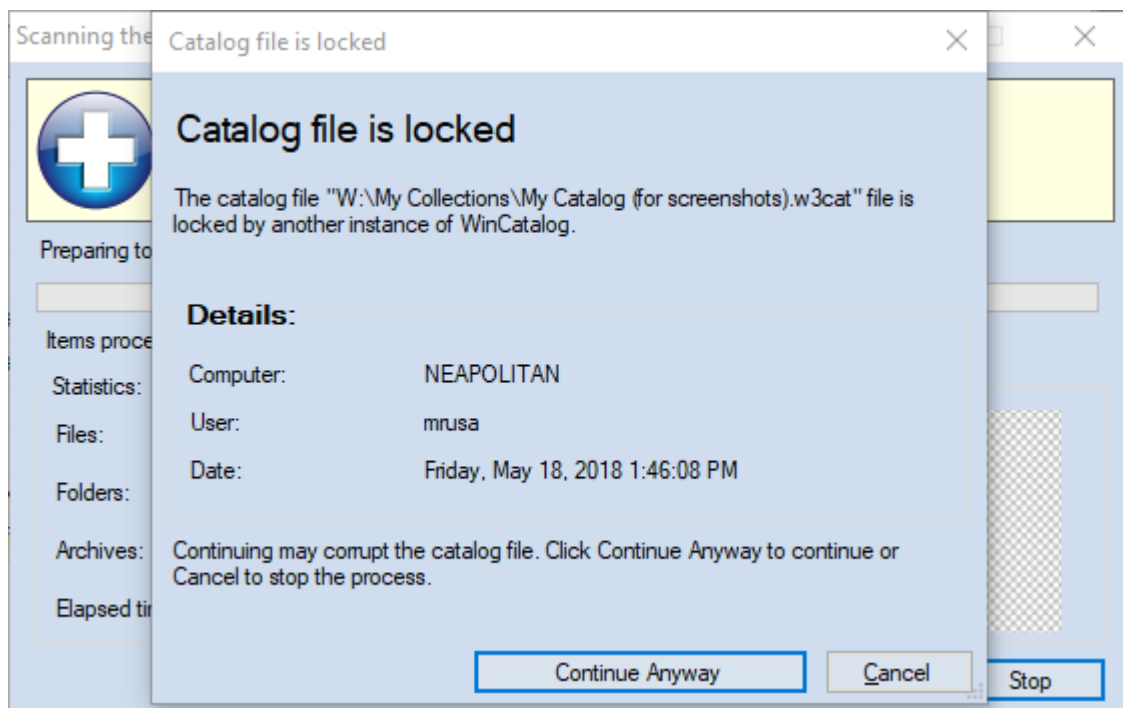 Scanning the
Catalog file is locked
Catalog file is locked
The catalog file "W:\My Collections\My Catalog (for screenshots).w3cat" file is
locked by another instance of WinCatalog.
Preparing to
Details:
Items proce
Computer: NEAPOLITAN
Statistics:
User: mrusa
Files:
Date: Friday, May 18, 2018 1:46:08 PM
Folders:
Archives:
Continuing may corrupt the catalog file. Click Continue Anyway to continue or
Cancel to stop the process.
Elapsed tir
Continue Anyway
Cancel
Stop